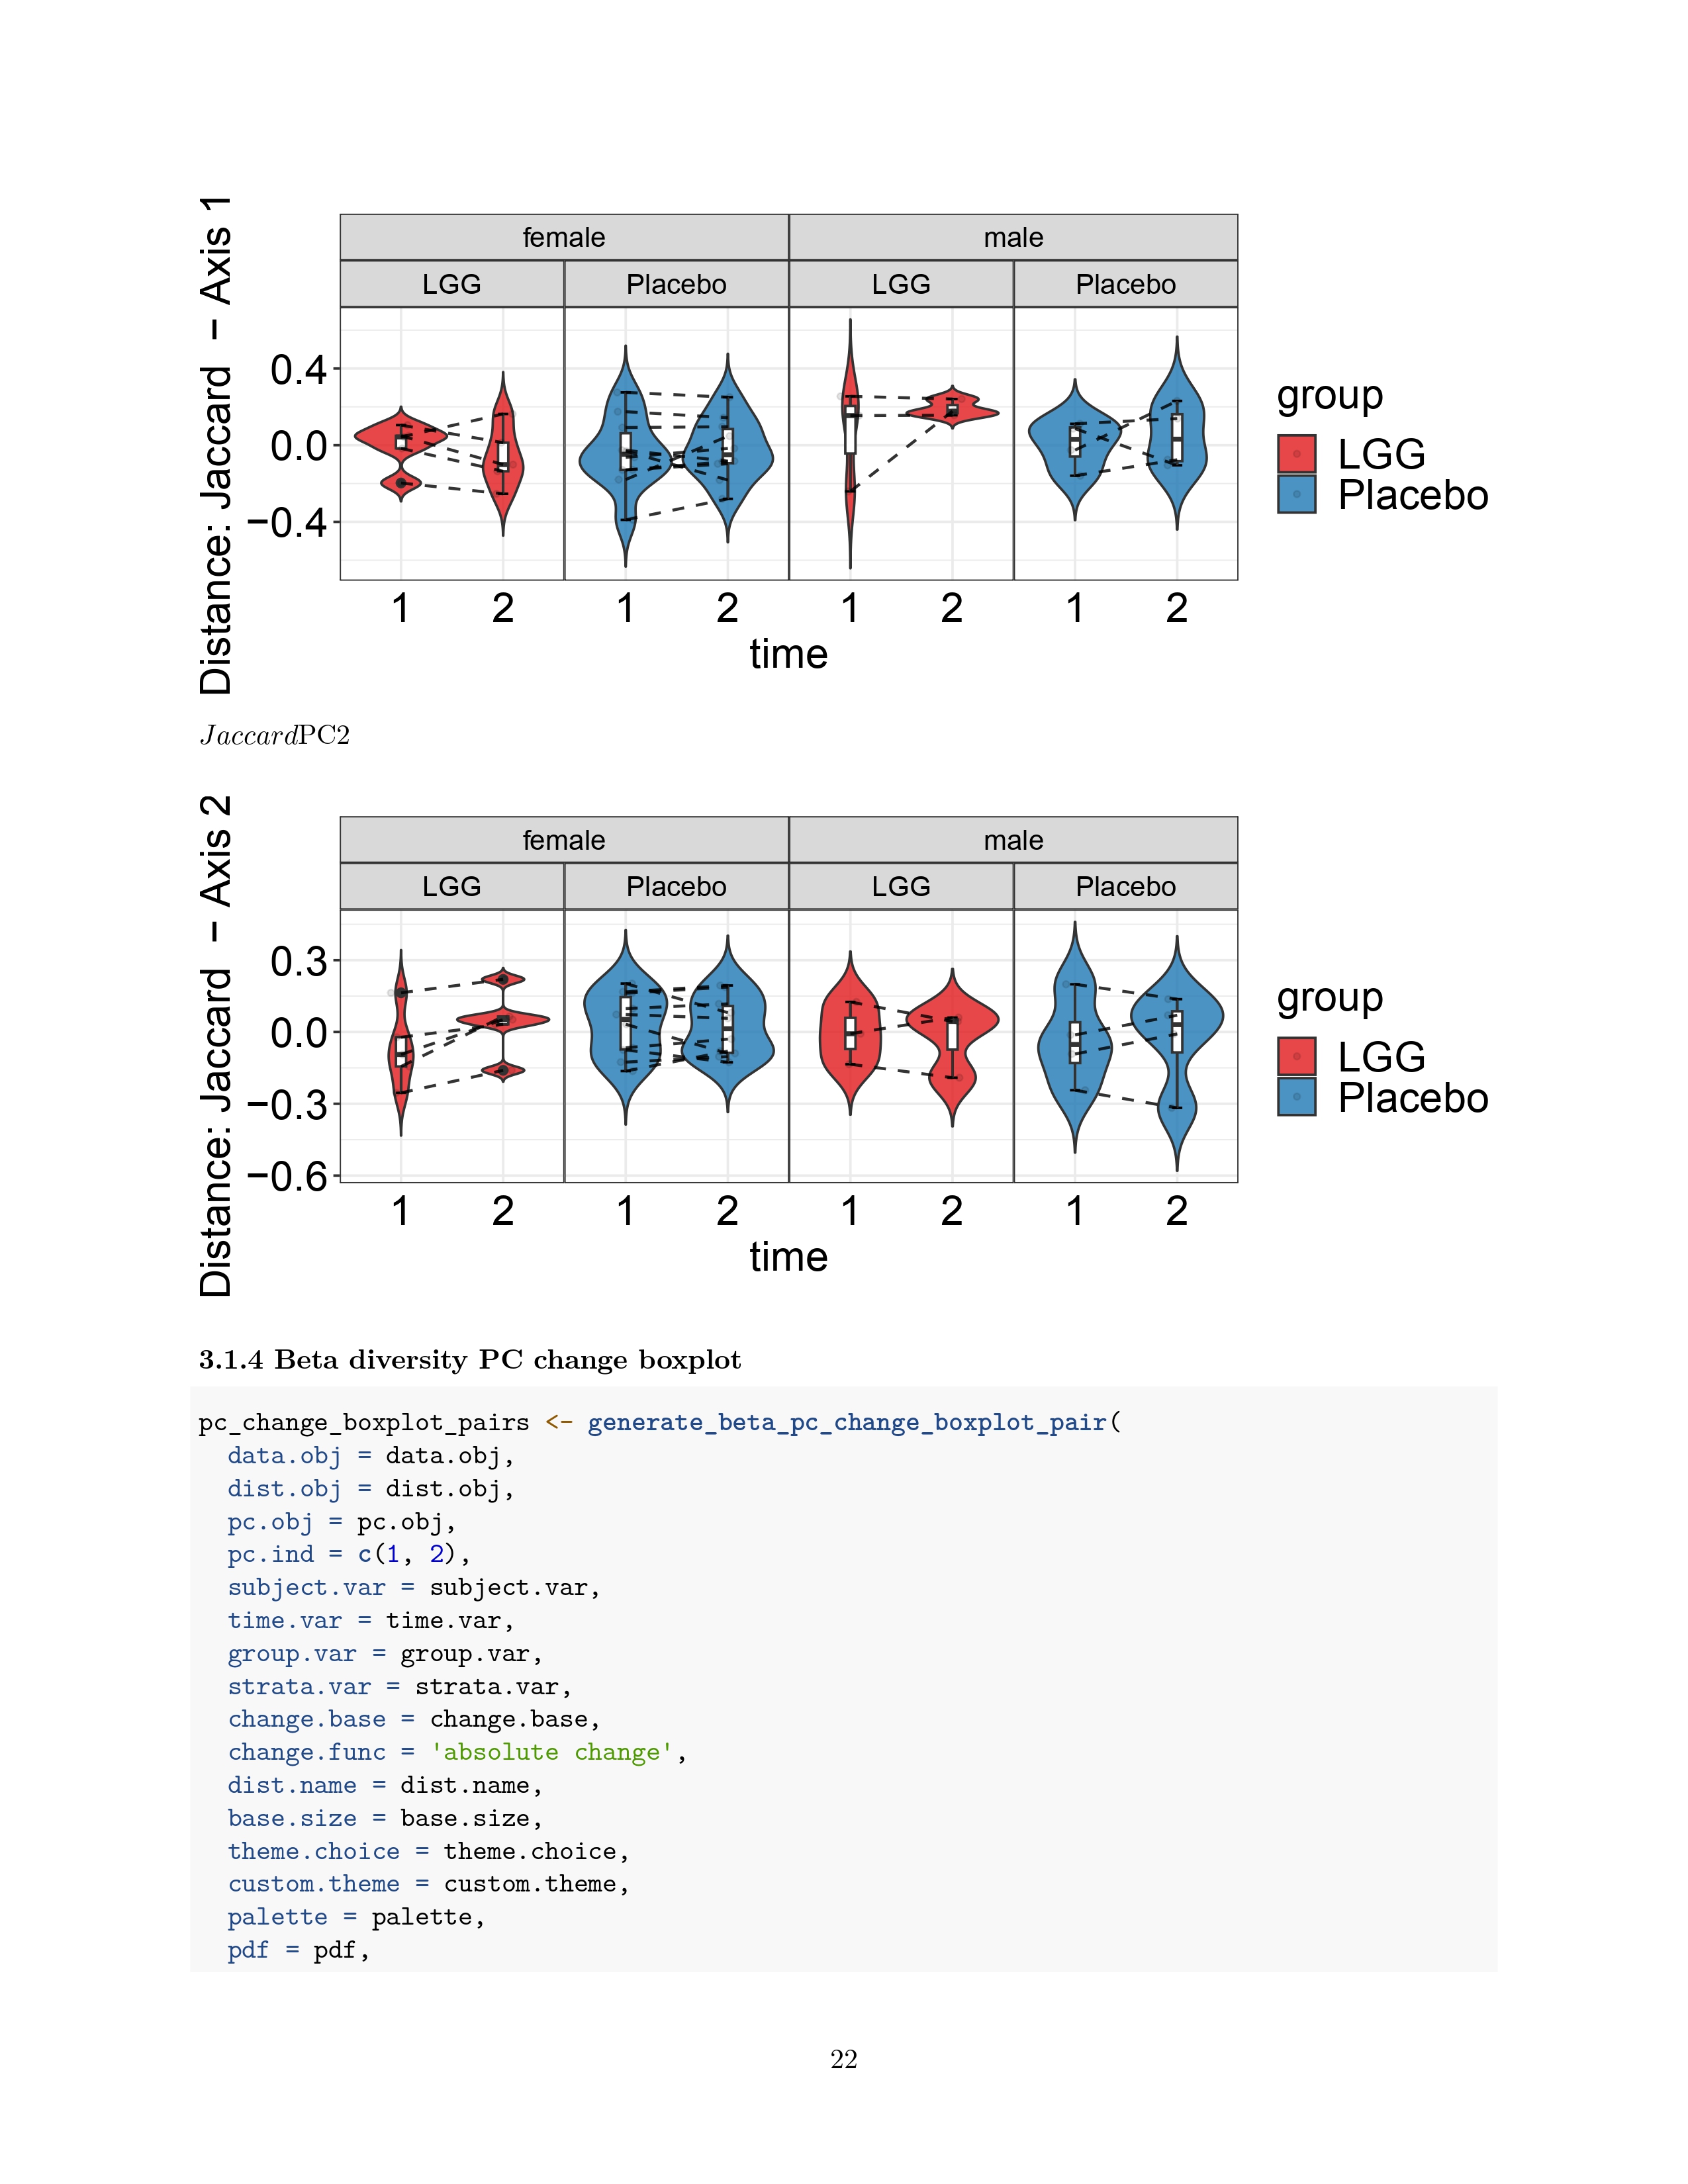 Distance: Jaccard − Axis 1
female male
LGG Placebo LGG Placebo
0.4
0.0
−0.4
1 2 1 2 1 2 1 2
time
group
LGG
Placebo
JaccardPC2
Distance: Jaccard − Axis 2
female male
LGG Placebo LGG Placebo
0.3
0.0
−0.3
−0.6
1 2 1 2 1 2 1 2
time
group
LGG
Placebo
3.1.4 Beta diversity PC change boxplot
pc_change_boxplot_pairs <- generate_beta_pc_change_boxplot_pair(
  data.obj = data.obj,
  dist.obj = dist.obj,
  pc.obj = pc.obj,
  pc.ind = c(1, 2),
  subject.var = subject.var,
  time.var = time.var,
  group.var = group.var,
  strata.var = strata.var,
  change.base = change.base,
  change.func = 'absolute change',
  dist.name = dist.name,
  base.size = base.size,
  theme.choice = theme.choice,
  custom.theme = custom.theme,
  palette = palette,
  pdf = pdf,
22